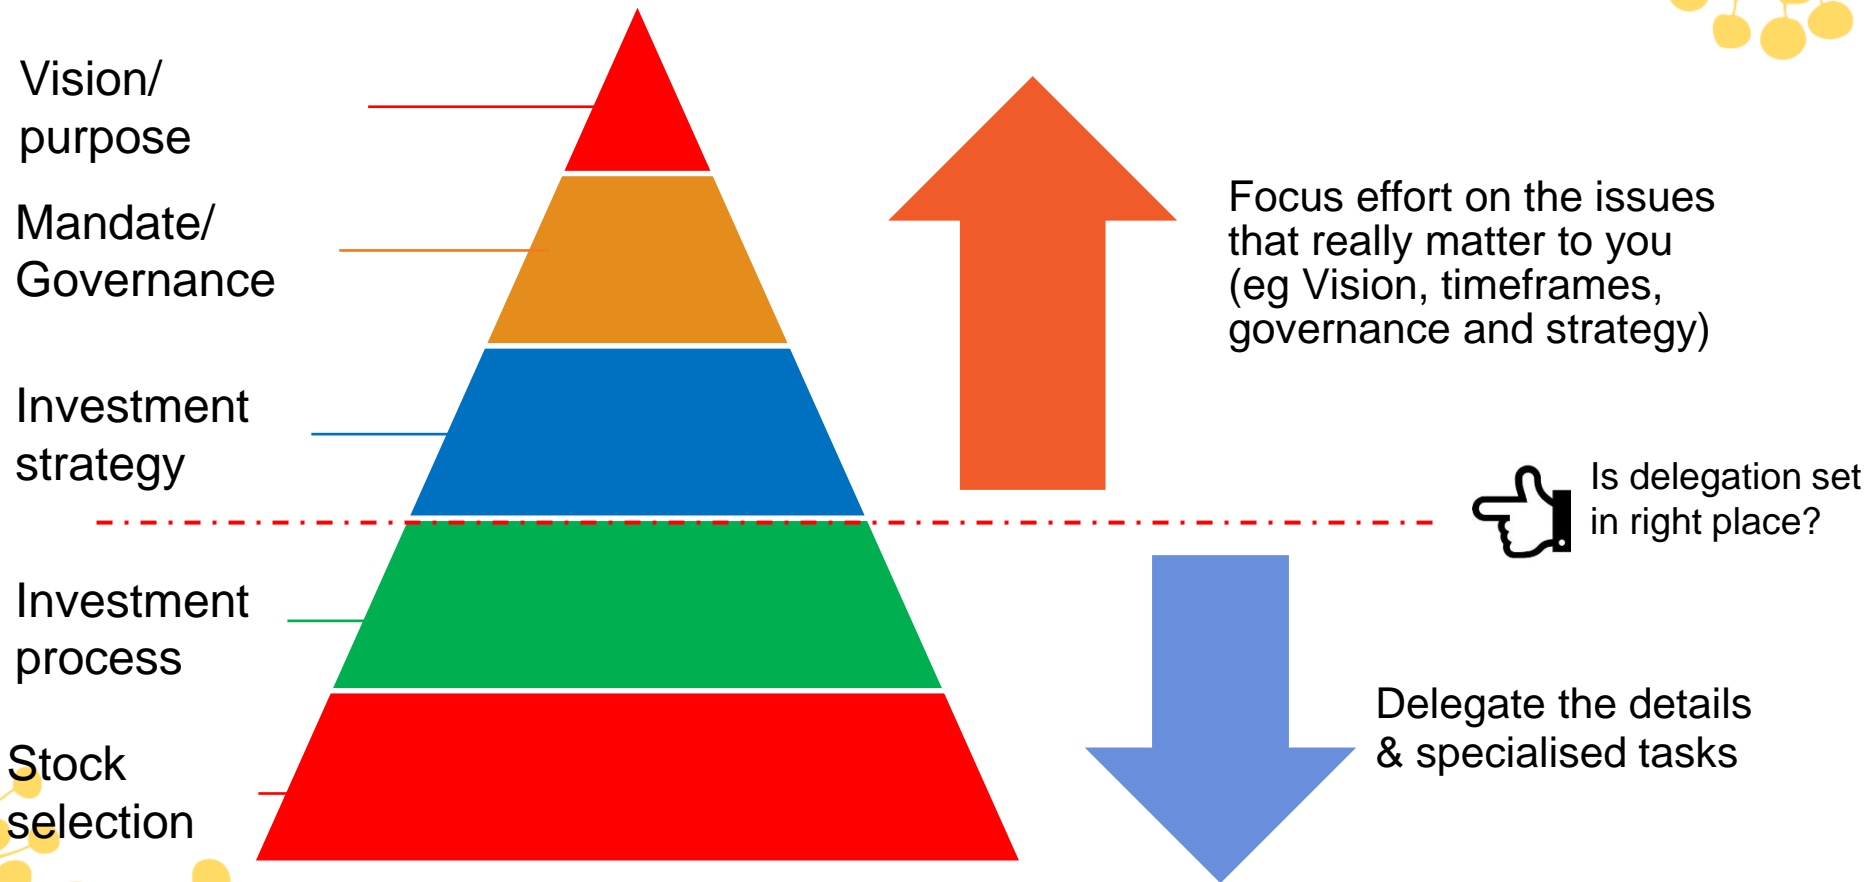 Vision/
purpose
Mandate/
Governance
Investment
strategy
Investment
process
Stock
selection
Focus effort on the issues
that really matter to you
(eg Vision, timeframes,
governance and strategy)
Is delegation set
in right place?
Delegate the details
& specialised tasks